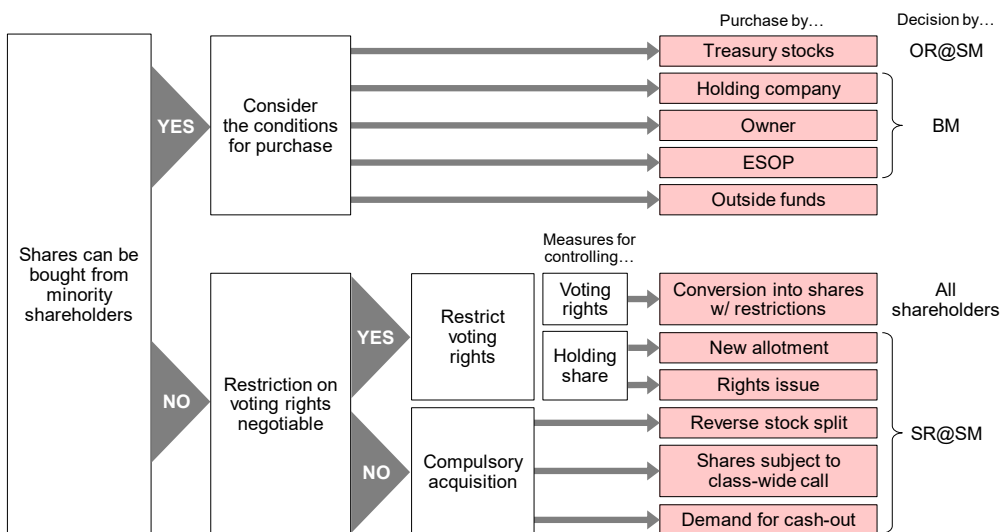 Purchase by…
Decision by…
Treasury stocks
OR@SM
Holding company
Owner
ESOP
BM
Outside funds
YES
Consider
the conditions
for purchase
Shares can be
bought from
minority
shareholders
NO
Restriction on
voting rights
negotiable
YES
Restrict
voting
rights
Measures for
controlling…
Voting
rights
Conversion into shares
w/ restrictions
All
shareholders
Holding
share
New allotment
Rights issue
NO
Compulsory
acquisition
Reverse stock split
Shares subject to
class-wide call
Demand for cash-out
SR@SM